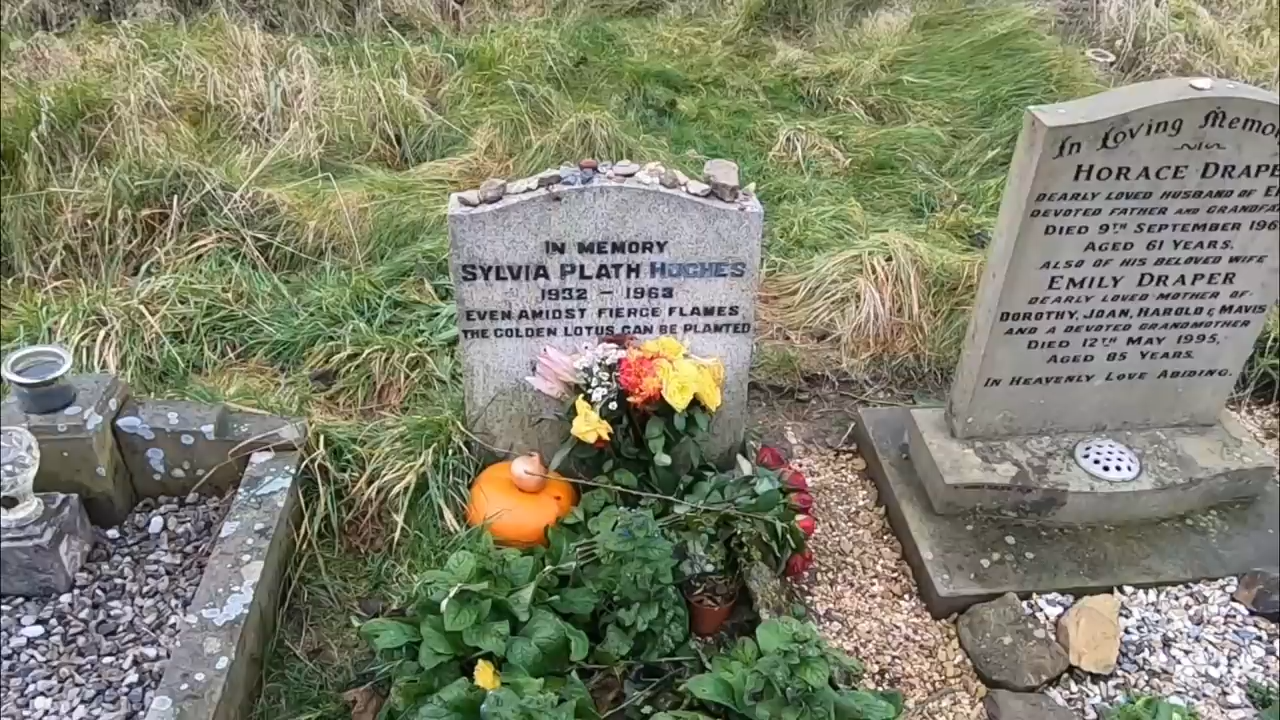 IN MEMORY
SYLVIA PLATH HUGHES
1932 – 1963
EVEN AMIDST FIERCE FLAMES
THE GOLDEN LOTUS CAN BE PLANTED
In Loving Memo
HORACE DRAPE
DEARLY LOVED HUSBAND OF E
DEVOTED FATHER AND GRANDFA
DIED 9TH SEPTEMBER 196
AGED 61 YEARS.
ALSO OF HIS BELOVED WIFE
EMILY DRAPER
DEARLY LOVED MOTHER OF
DOROTHY, JOAN, HAROLD & MAVIS
AND A DEVOTED GRANDMOTHER
DIED 12TH MAY 1995,
AGED 85 YEARS.
IN HEAVENLY LOVE ABIDING.